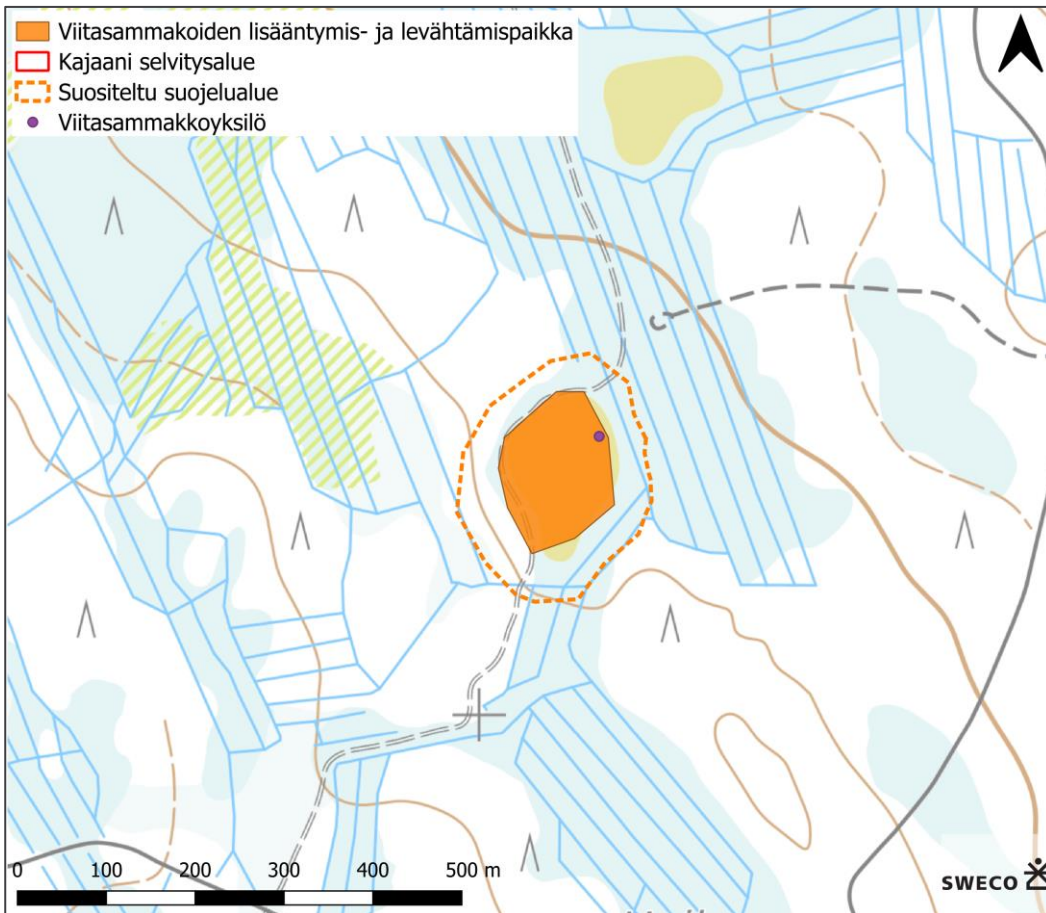 Viitasammakoiden lisääntymis- ja levähtämispaikka
Kajaani selvitysalue
Suositeltu suojelualue
Viitasammakkoyksilö
0 100 200 300 400 500 m
SWECO